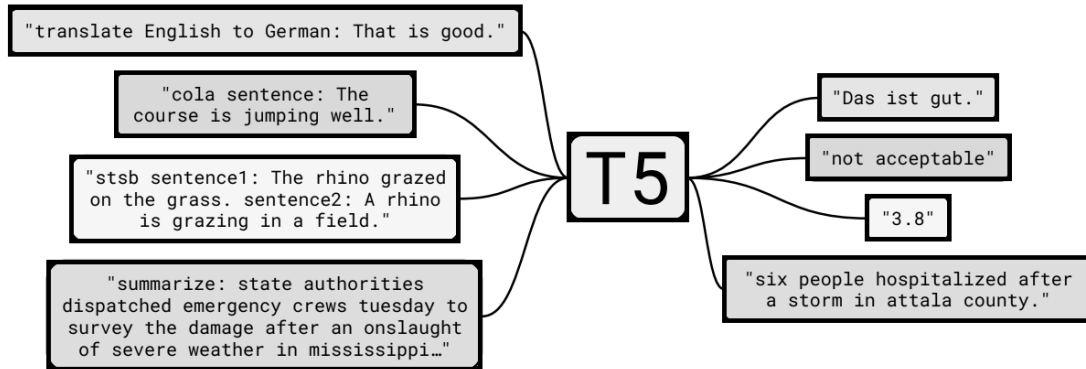 "translate English to German: That is good."
"cola sentence: The
course is jumping well."
"stsb sentence1: The rhino grazed
on the grass. sentence2: A rhino
is grazing in a field."
"summarize: state authorities
dispatched emergency crews tuesday to
survey the damage after an onslaught
of severe weather in mississippi…"
T5
"Das ist gut."
"not acceptable"
"3.8"
"six people hospitalized after
a storm in attala county."